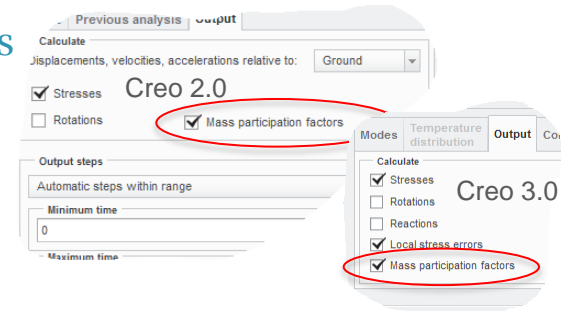 s
Previous analysis Output
Calculate
Displacements, velocities, accelerations relative to: Ground
Stresses Creo 2.0
Rotations Mass participation factors
Output steps
Automatic steps within range
Minimum time
0
Maximum time
Modes Temperature distribution Output Co
Calculate
Stresses Creo 3.0
Rotations
Reactions
Local stress errors
Mass participation factors